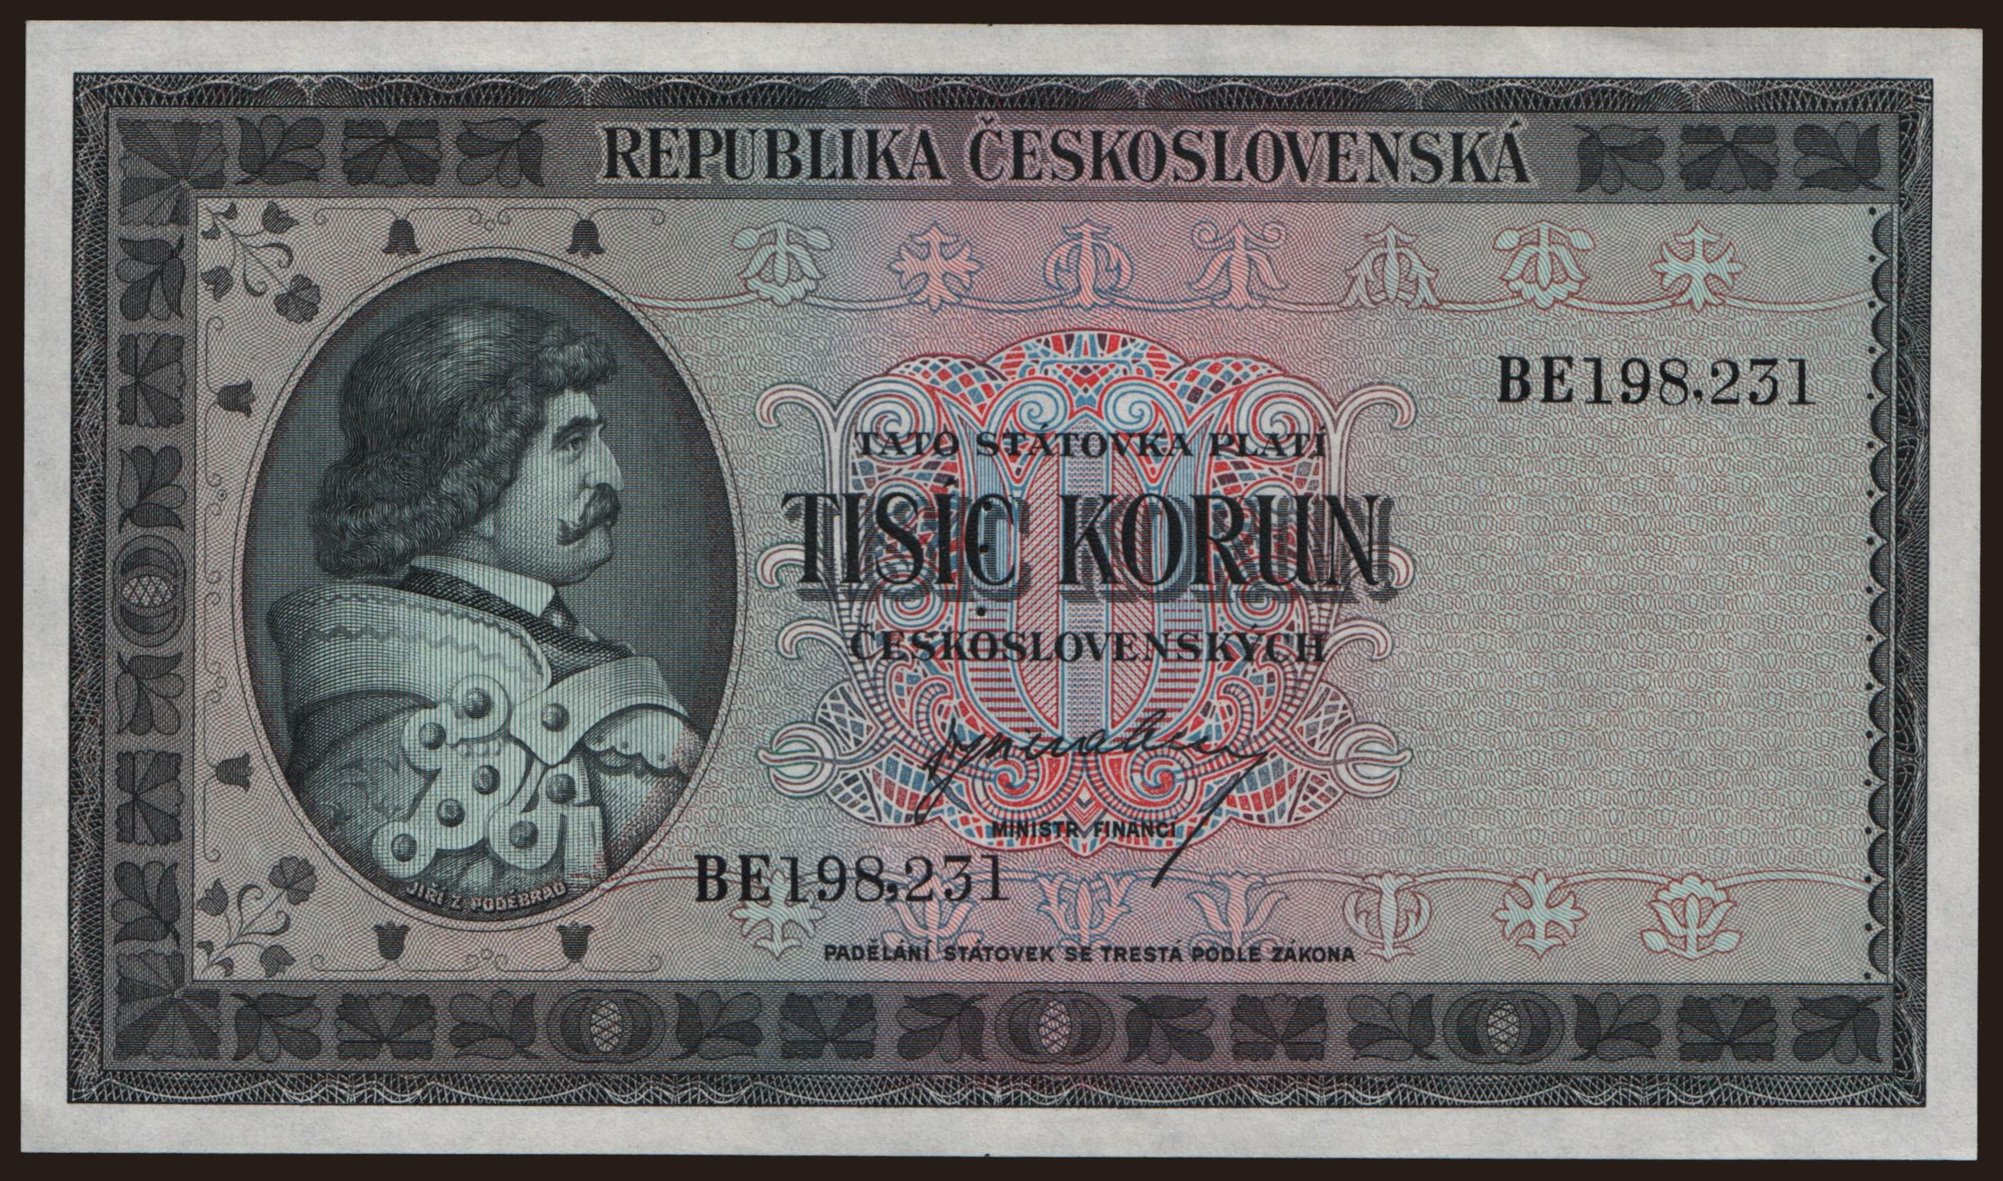 REPUBLIKA ČESKOSLOVENSKÁ
BE198,231
TATO STÁTOVKA PLATÍ
TISÍC KORUN
ČESKOSLOVENSKÝCH
MINISTR FINANCÍ
BE198,231
JIŘÍ Z PODĚBRAD
PADĚLÁNÍ STÁTOVEK SE TRESTÁ PODLE ZÁKONA